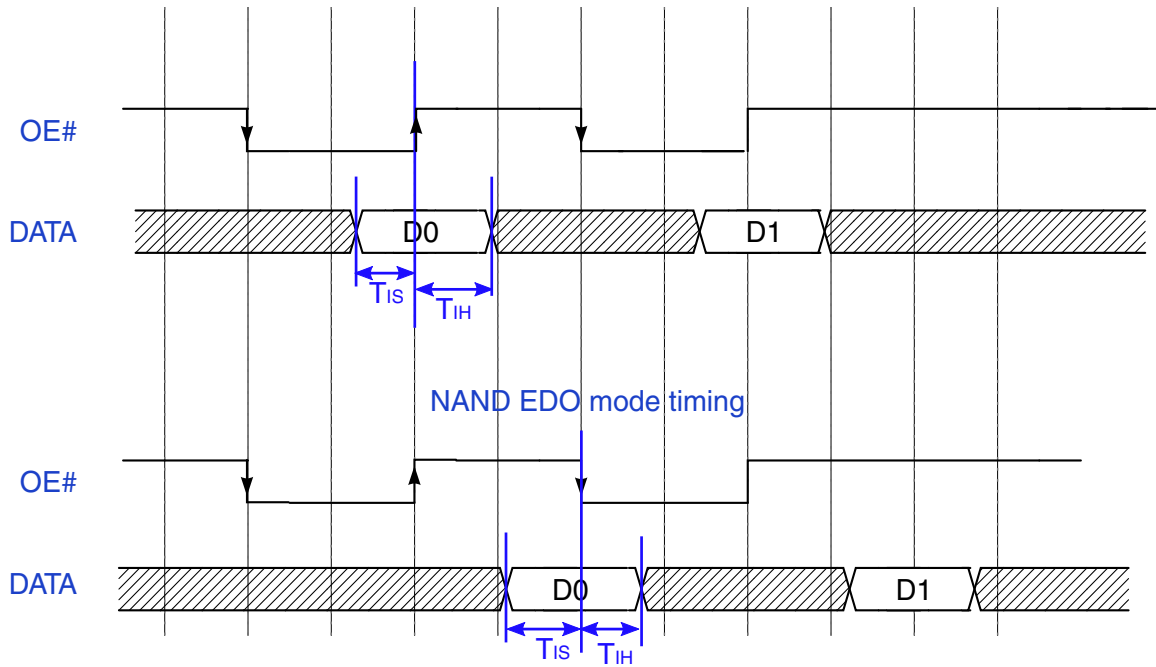 OE#
DATA
D0
D1
TIS
TIH
NAND EDO mode timing
OE#
DATA
D0
D1
TIS
TIH